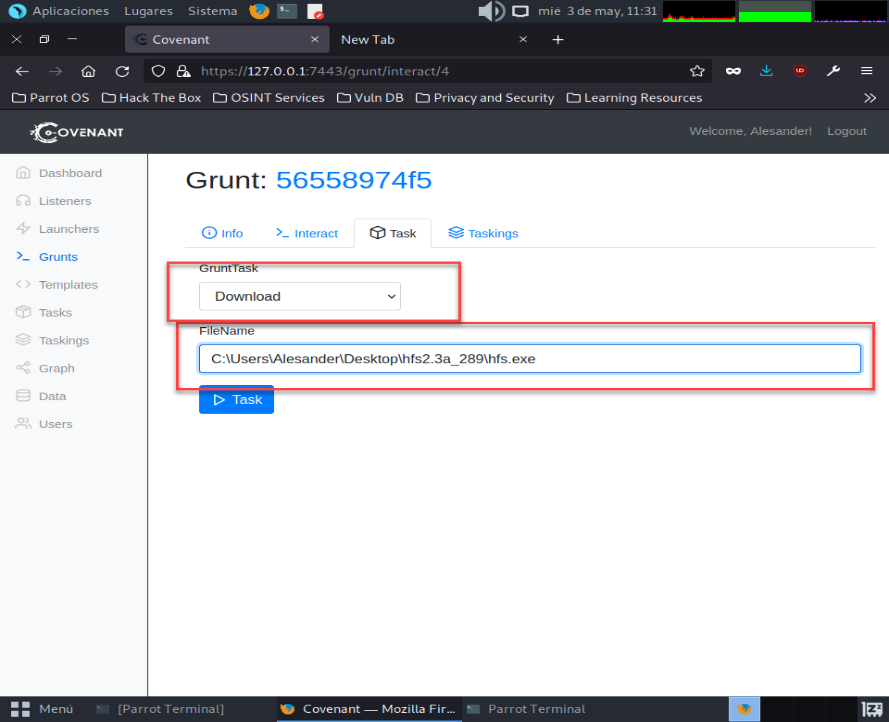 Aplicaciones Lugares Sistema mié 3 de may, 11:31
Covenant New Tab
https://127.0.0.1:7443/grunt/interact/4
Parrot OS Hack The Box OSINT Services Vuln DB Privacy and Security Learning Resources
COVENANT Welcome, Alesander! Logout
Dashboard
Listeners
Launchers
Grunts
Templates
Tasks
Taskings
Graph
Data
Users
Grunt: 56558974f5
Info Interact Task Taskings
GruntTask
Download
FileName
C:\Users\Alesander\Desktop\hfs2.3a_289\hfs.exe
Task
Menú [Parrot Terminal] Covenant — Mozilla Fir... Parrot Terminal